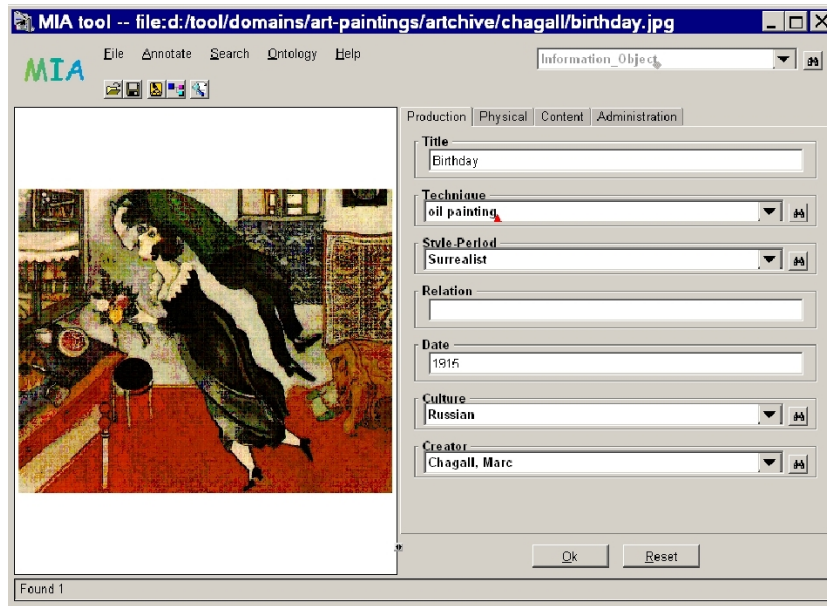 MIA tool -- file:d:/tool/domains/art-paintings/artchive/chagall/birthday.jpg
MIA
File Annotate Search Ontology Help
Information_Object
Production Physical Content Administration
Title
Birthday
Technique
oil painting
Style-Period
Surrealist
Relation
Date
1915
Culture
Russian
Creator
Chagall, Marc
Ok Reset
Found 1